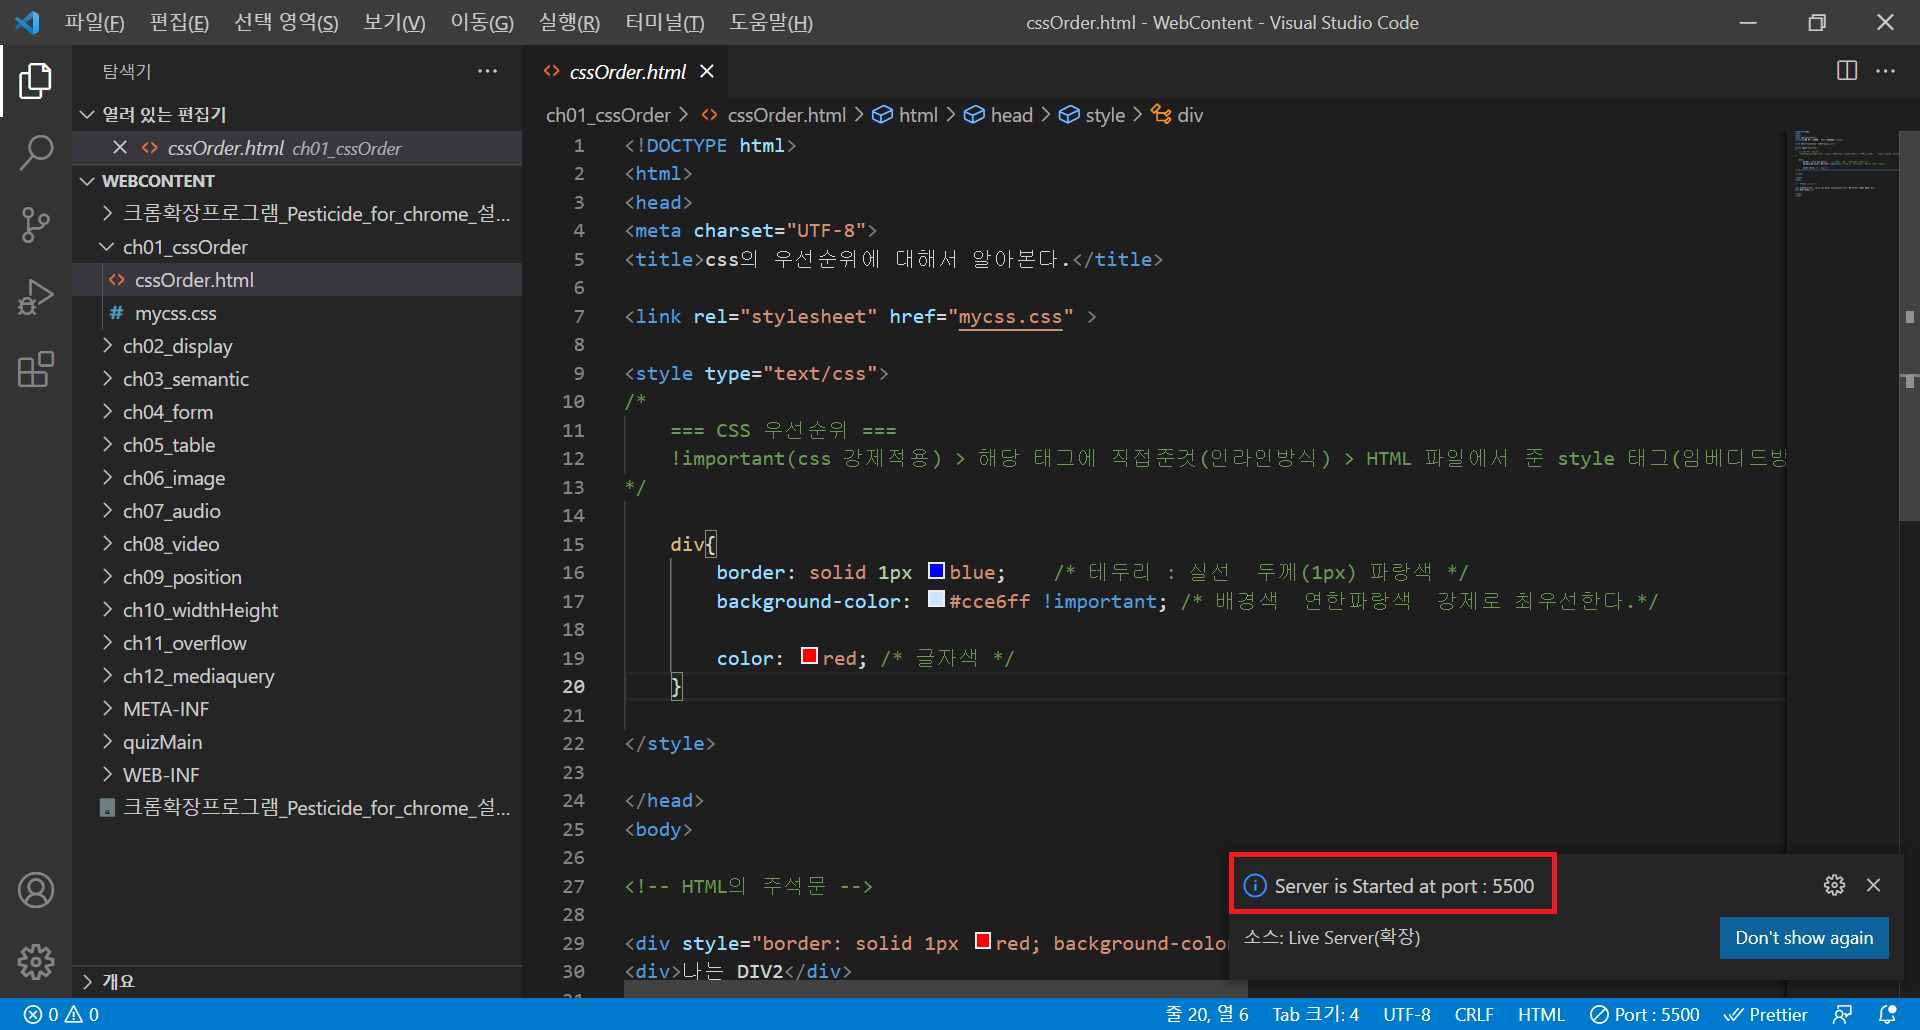 파일(F) 편집(E) 선택 영역(S) 보기(V) 이동(G) 실행(R) 터미널(T) 도움말(H) cssOrder.html - WebContent - Visual Studio Code
탐색기
열려 있는 편집기
cssOrder.html ch01_cssOrder
WEBCONTENT
크롬확장프로그램_Pesticide_for_chrome_설...
ch01_cssOrder
cssOrder.html
mycss.css
ch02_display
ch03_semantic
ch04_form
ch05_table
ch06_image
ch07_audio
ch08_video
ch09_position
ch10_widthHeight
ch11_overflow
ch12_mediaquery
META-INF
quizMain
WEB-INF
크롬확장프로그램_Pesticide_for_chrome_설...
개요
cssOrder.html
ch01_cssOrder > cssOrder.html > html > head > style > div
1 <!DOCTYPE html>
2 <html>
3 <head>
4 <meta charset="UTF-8">
5 <title>css의 우선순위에 대해서 알아본다.</title>
6
7 <link rel="stylesheet" href="mycss.css" >
8
9 <style type="text/css">
10 /*
11 === CSS 우선순위 ===
12 !important(css 강제적용) > 해당 태그에 직접준것(인라인방식) > HTML 파일에서 준 style 태그(임베디드방
13 */
14
15 div{
16 border: solid 1px blue; /* 테두리 : 실선 두께(1px) 파랑색 */
17 background-color: #cce6ff !important; /* 배경색 연한파랑색 강제로 최우선한다.*/
18
19 color: red; /* 글자색 */
20 }
21
22 </style>
23
24 </head>
25 <body>
26
27 <!-- HTML의 주석문 -->
28
29 <div style="border: solid 1px red; background-color
30 <div>나는 DIV2</div>
31
Server is Started at port : 5500
소스: Live Server(확장)
Don't show again
0 0 줄 20, 열 6 Tab 크기: 4 UTF-8 CRLF HTML Port : 5500 Prettier